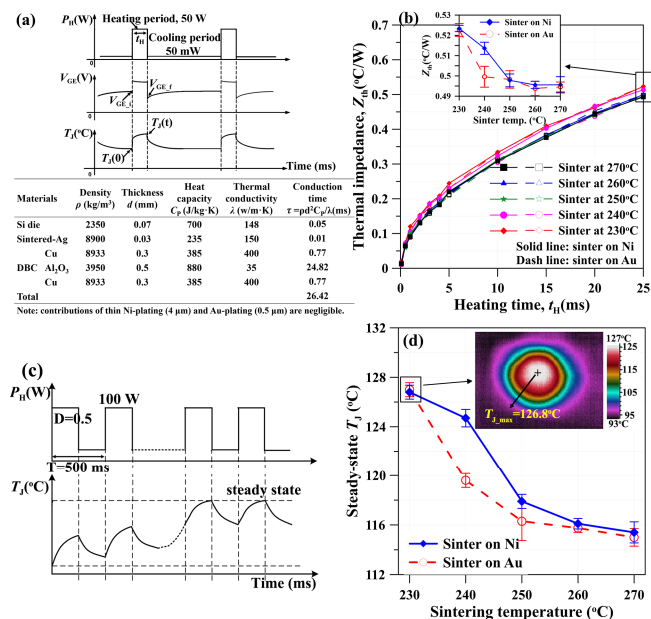 (a)
P_H(W)
Heating period, 50 W
t_H
Cooling period
50 mW
V_GE(V)
V_GE_i
V_GE_f
T_J(°C)
T_J(t)
T_J(0)
Time (ms)
Materials Density ρ (kg/m³) Thickness d (mm) Heat capacity C_P (J/kg·K) Thermal conductivity λ (w/m·K) Conduction time τ =ρd²C_P/λ(ms)
Si die 2350 0.07 700 148 0.05
Sintered-Ag 8900 0.03 235 150 0.01
Cu 8933 0.3 385 400 0.77
DBC Al₂O₃ 3950 0.5 880 35 24.82
Cu 8933 0.3 385 400 0.77
Total 26.42
Note: contributions of thin Ni-plating (4 μm) and Au-plating (0.5 μm) are negligible.
(b)
Thermal impedance, Z_th(°C/W)
0.7
0.6
0.5
0.4
0.3
0.2
0.1
0.0
0 5 10 15 20 25
Heating time, t_H(ms)
Z_th(°C/W)
0.53
0.52
0.51
0.5
0.49
230 240 250 260 270
Sinter temp. (°C)
Sinter on Ni
Sinter on Au
Sinter at 270°C
Sinter at 260°C
Sinter at 250°C
Sinter at 240°C
Sinter at 230°C
Solid line: sinter on Ni
Dash line: sinter on Au
(c)
P_H(W)
100 W
D=0.5
T=500 ms
T_J(°C)
steady state
Time (ms)
(d)
Steady-state T_J (°C)
132
128
124
120
116
112
230 240 250 260 270
Sintering temperature (°C)
127°C
125
115
105
95
93°C
T_J_max=126.8°C
Sinter on Ni
Sinter on Au